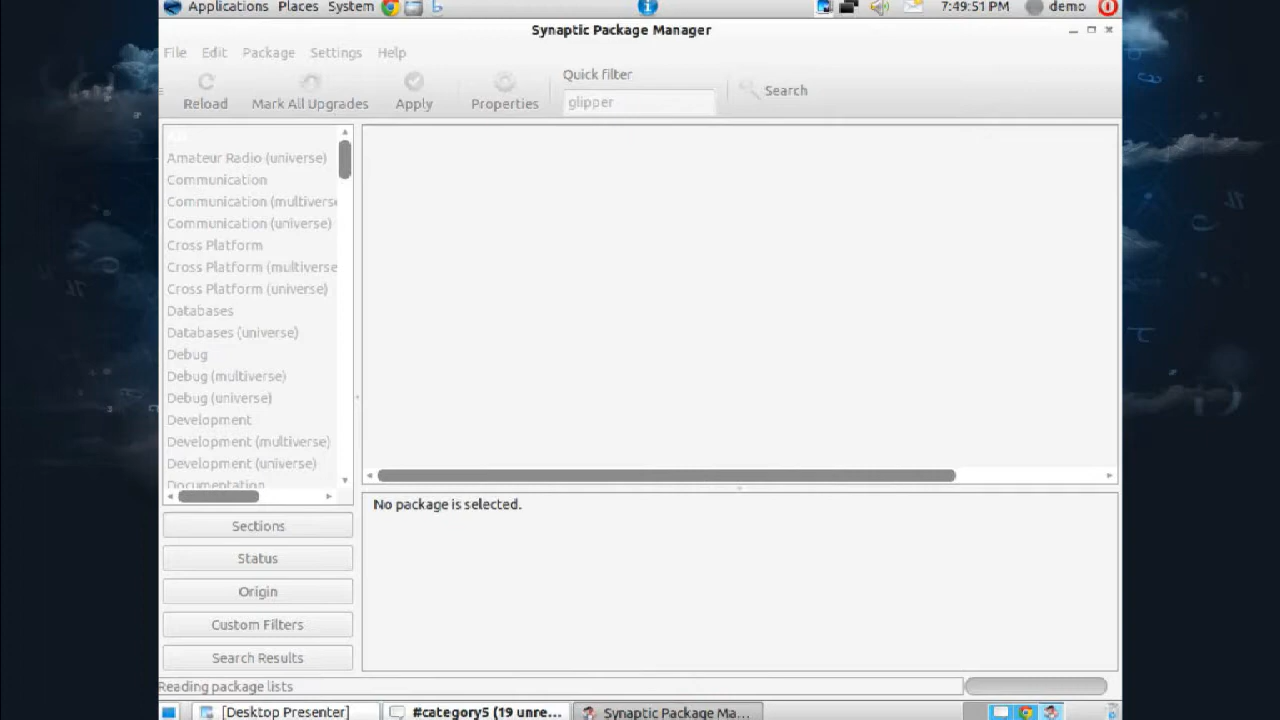 Applications Places System 7:49:51 PM demo
Synaptic Package Manager
File Edit Package Settings Help
Reload Mark All Upgrades Apply Properties Quick filter Search
glipper
All
Amateur Radio (universe)
Communication
Communication (multiverse
Communication (universe)
Cross Platform
Cross Platform (multiverse
Cross Platform (universe)
Databases
Databases (universe)
Debug
Debug (multiverse)
Debug (universe)
Development
Development (multiverse)
Development (universe)
Documentation
No package is selected.
Sections
Status
Origin
Custom Filters
Search Results
Reading package lists
[Desktop Presenter] #category5 (19 unre... Synaptic Package Ma...